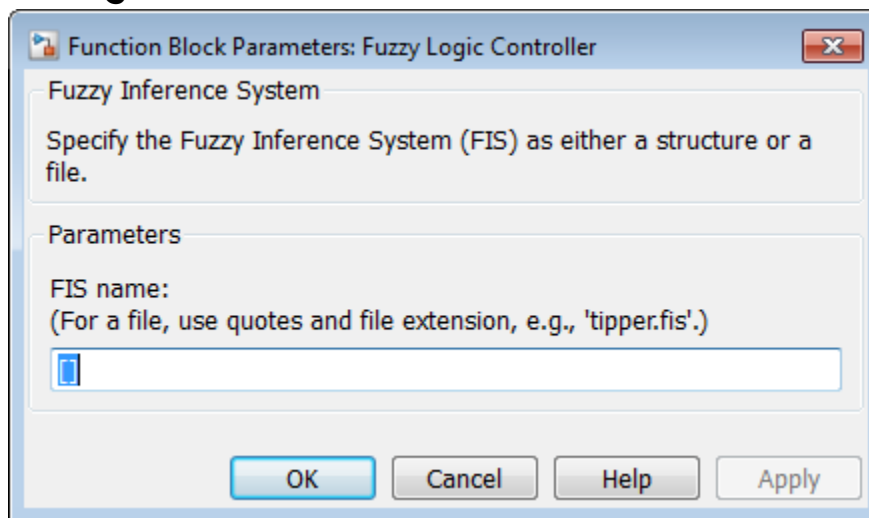 Function Block Parameters: Fuzzy Logic Controller
Fuzzy Inference System
Specify the Fuzzy Inference System (FIS) as either a structure or a
file.
Parameters
FIS name:
(For a file, use quotes and file extension, e.g., 'tipper.fis'.)
[]
OK Cancel Help Apply